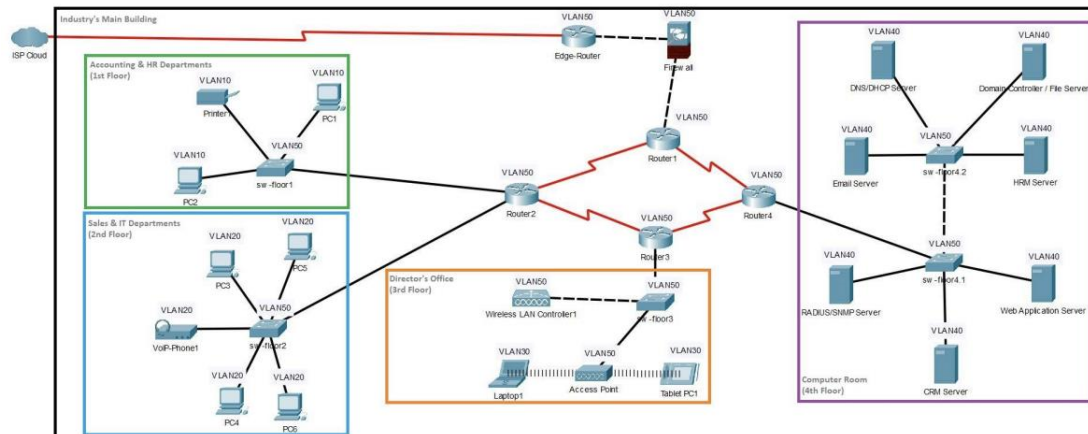 Industry's Main Building
ISP Cloud
VLAN50
Edge-Router
VLAN50
Firewall
Accounting & HR Departments
(1st Floor)
VLAN10
Printer1
VLAN10
PC1
VLAN10
PC2
VLAN50
sw-floor1
Sales & IT Departments
(2nd Floor)
VLAN20
PC3
VLAN20
PC5
VLAN20
VoIP-Phone1
VLAN50
sw-floor2
VLAN20
PC4
VLAN20
PC6
VLAN50
Router1
VLAN50
Router2
VLAN50
Router3
VLAN50
Router4
Director's Office
(3rd Floor)
VLAN50
Wireless LAN Controller1
VLAN50
sw-floor3
VLAN30
Laptop1
VLAN50
Access Point
VLAN30
Tablet PC1
VLAN40
DNS/DHCP Server
VLAN40
Domain Controller / File Server
VLAN40
Email Server
VLAN50
sw-floor4.2
VLAN40
HRM Server
VLAN40
RADIUS/SNMP Server
VLAN50
sw-floor4.1
VLAN40
Web Application Server
VLAN40
CRM Server
Computer Room
(4th Floor)